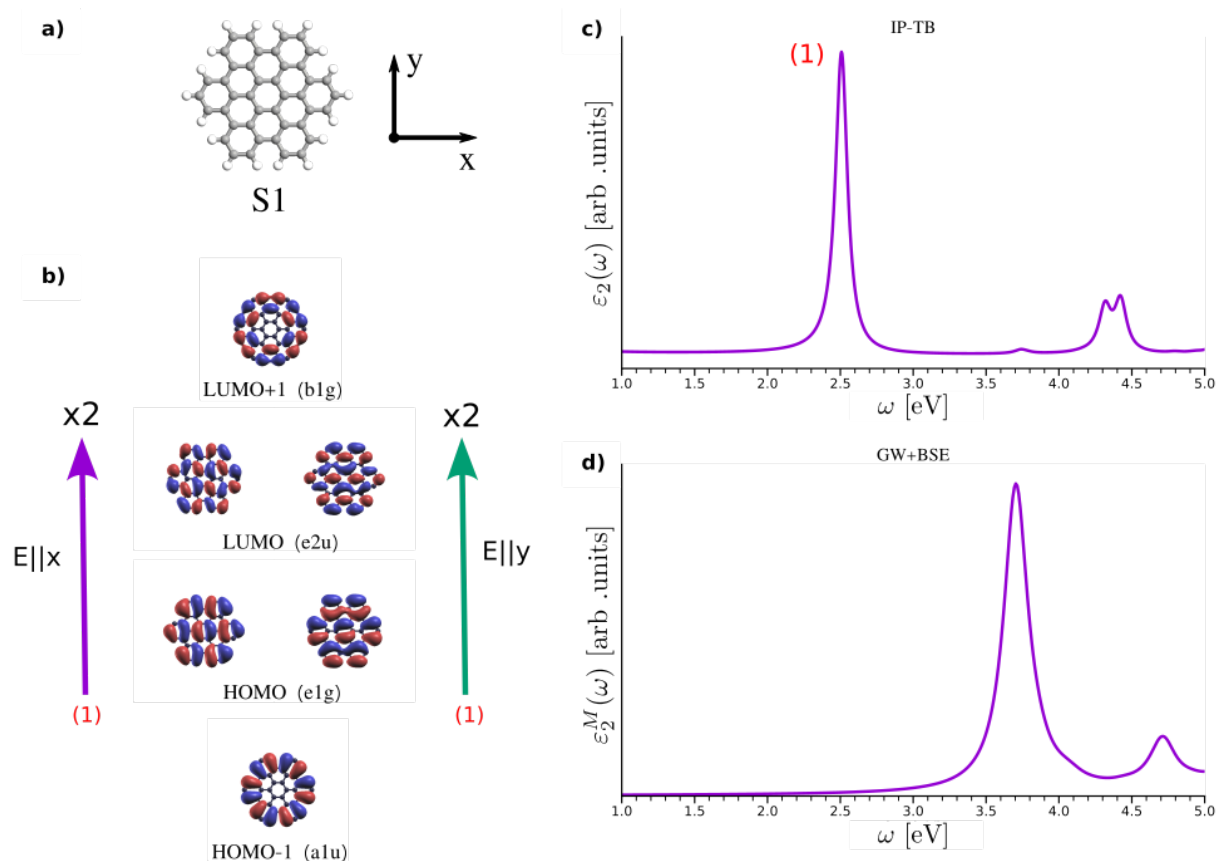 a)
y
x
S1
b)
LUMO+1 (b1g)
x2
x2
LUMO (e2u)
E||x
E||y
HOMO (e1g)
(1)
(1)
HOMO-1 (a1u)
c)
IP-TB
(1)
ε₂(ω) [arb .units]
1.0 1.5 2.0 2.5 3.0 3.5 4.0 4.5 5.0
ω [eV]
d)
GW+BSE
ε₂ᴹ(ω) [arb .units]
1.0 1.5 2.0 2.5 3.0 3.5 4.0 4.5 5.0
ω [eV]